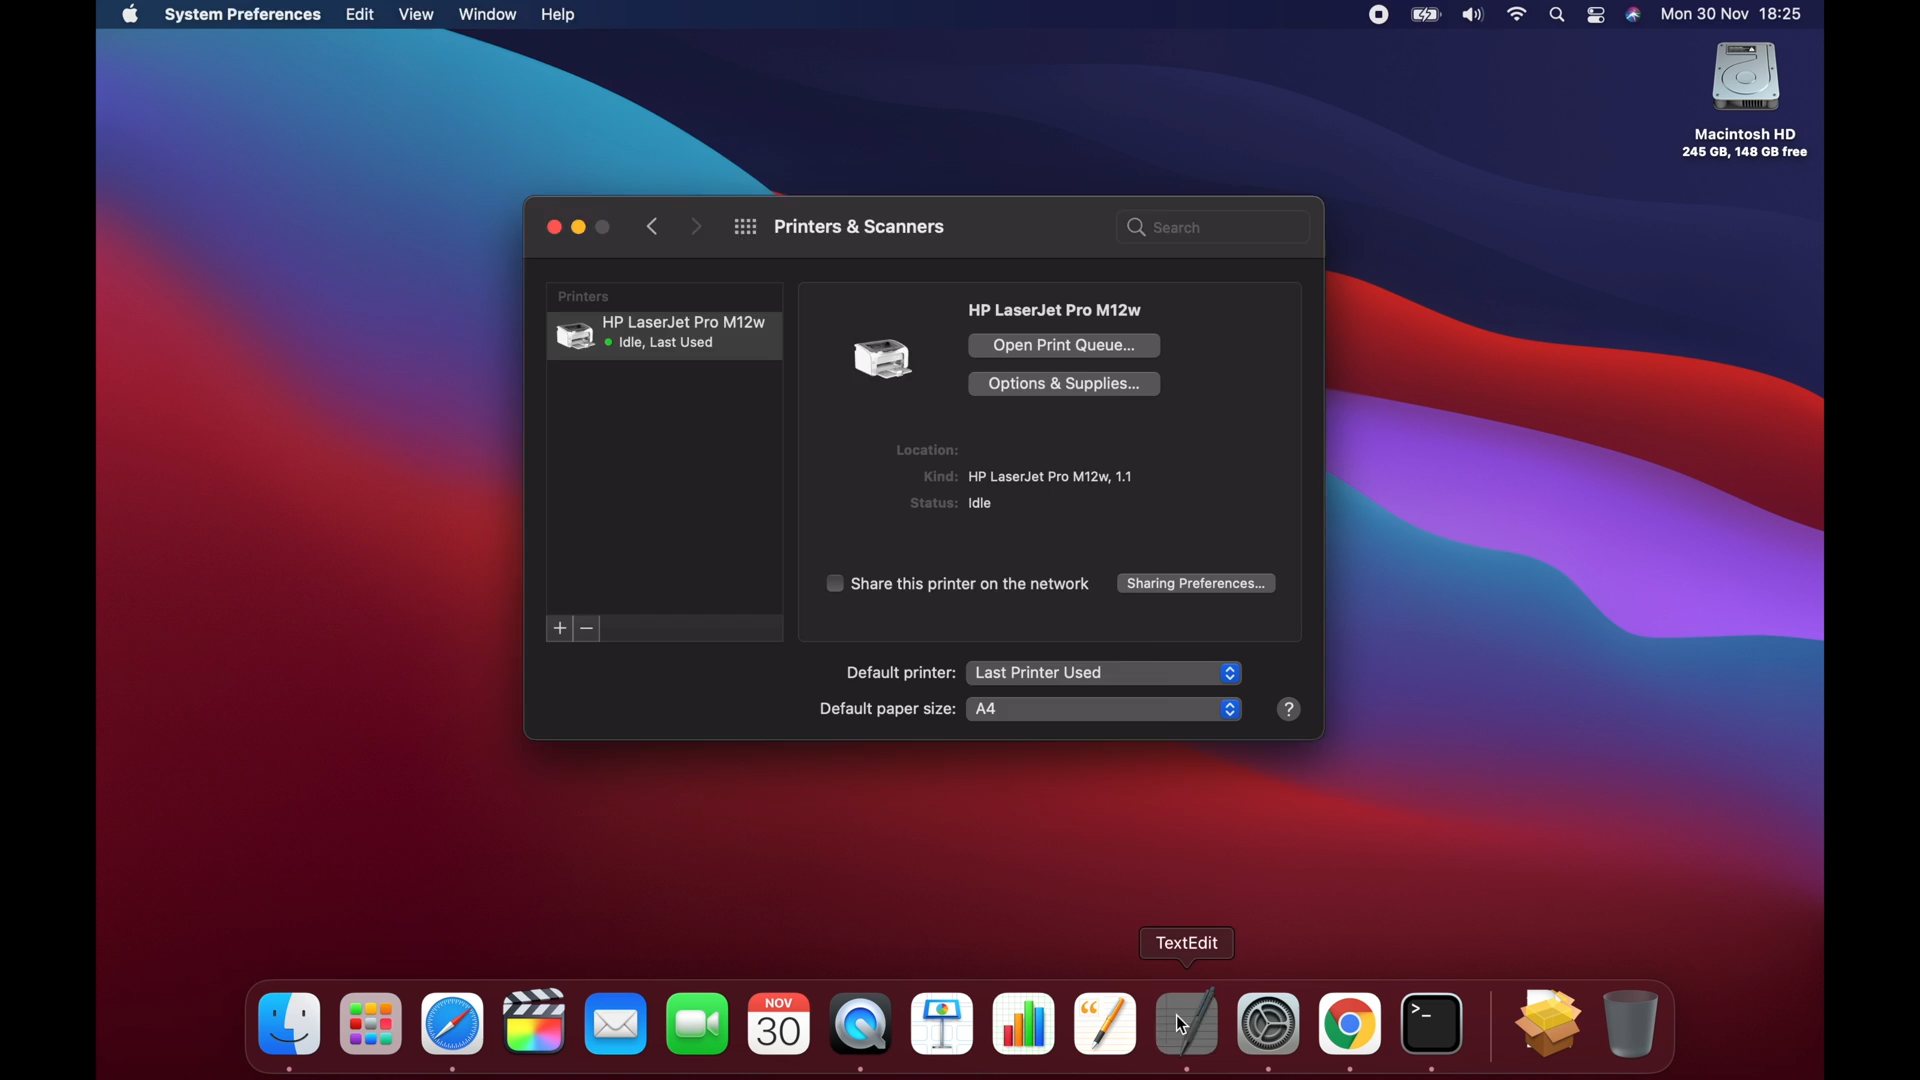 System Preferences Edit View Window Help Mon 30 Nov 18:25
Macintosh HD
245 GB, 148 GB free
Printers & Scanners
Search
Printers
HP LaserJet Pro M12w
Idle, Last Used
HP LaserJet Pro M12w
Open Print Queue...
Options & Supplies...
Location:
Kind: HP LaserJet Pro M12w, 1.1
Status: Idle
Share this printer on the network Sharing Preferences...
+ −
Default printer: Last Printer Used
Default paper size: A4 ?
TextEdit
NOV
30
>_